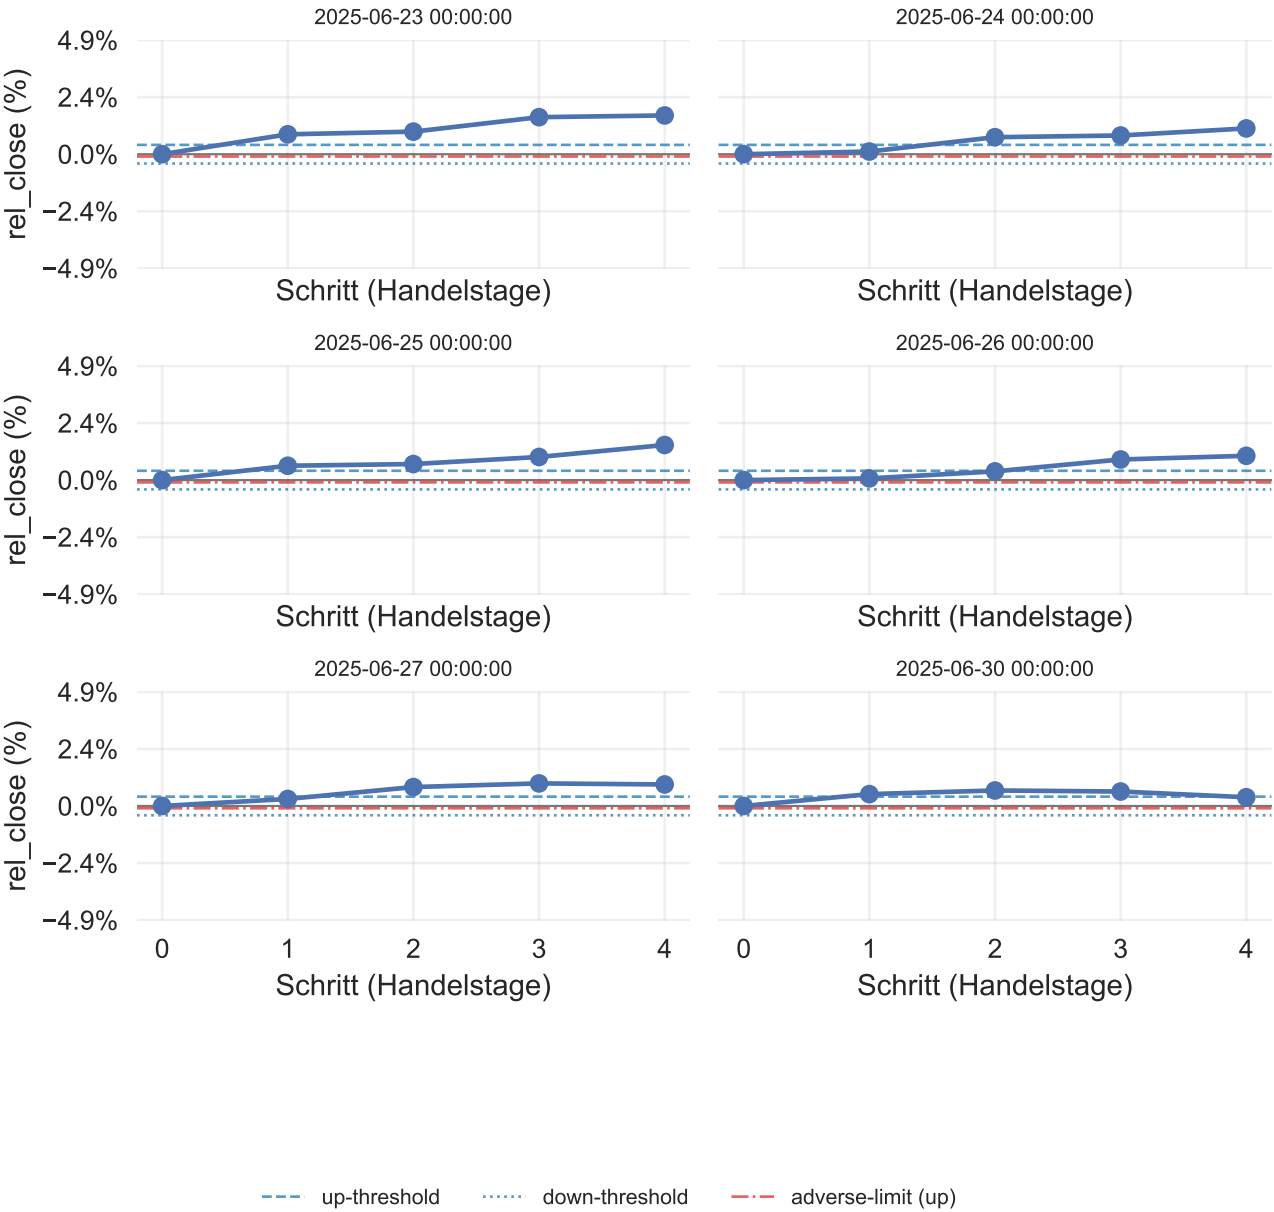 2025-06-23 00:00:00
2025-06-24 00:00:00
4.9%
2.4%
0.0%
−2.4%
−4.9%
rel_close (%)
Schritt (Handelstage)
Schritt (Handelstage)
2025-06-25 00:00:00
2025-06-26 00:00:00
4.9%
2.4%
0.0%
−2.4%
−4.9%
rel_close (%)
Schritt (Handelstage)
Schritt (Handelstage)
2025-06-27 00:00:00
2025-06-30 00:00:00
4.9%
2.4%
0.0%
−2.4%
−4.9%
rel_close (%)
0 1 2 3 4
0 1 2 3 4
Schritt (Handelstage)
Schritt (Handelstage)
up-threshold down-threshold adverse-limit (up)